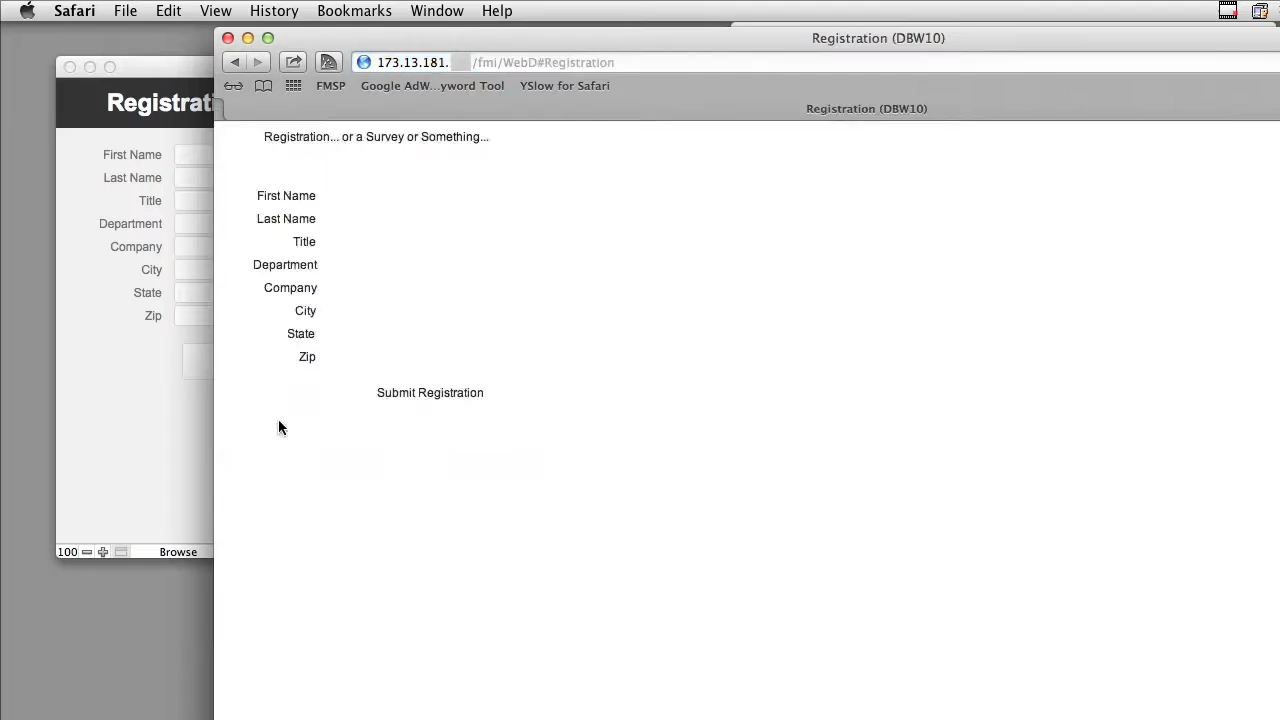 Safari File Edit View History Bookmarks Window Help
Registration (DBW10)
173.13.181. /fmi/WebD#Registration
FMSP Google AdW...yword Tool YSlow for Safari
Registration (DBW10)
Registrati
First Name
Last Name
Title
Department
Company
City
State
Zip
100 Browse
Registration... or a Survey or Something...
First Name
Last Name
Title
Department
Company
City
State
Zip
Submit Registration